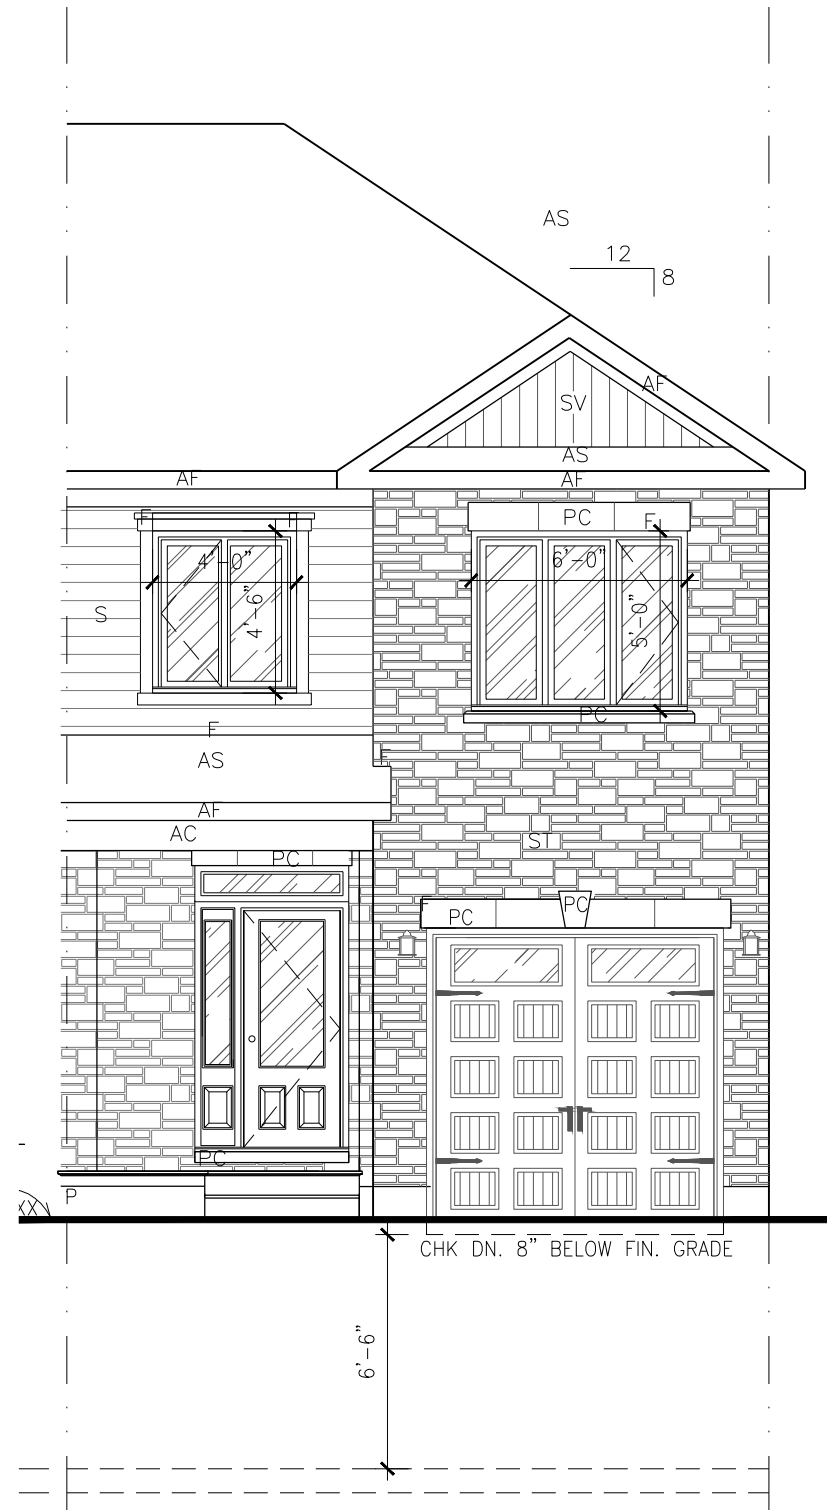 AS
12
8
AF
SV
AS
AF
AF
F
F
PC
F
4'-0"
6'-0"
4'-6"
5'-0"
S
PC
F
F
AS
AF
AC
ST
PC
F
PC
PC
PC
P
XX
CHK DN. 8" BELOW FIN. GRADE
6'-6"